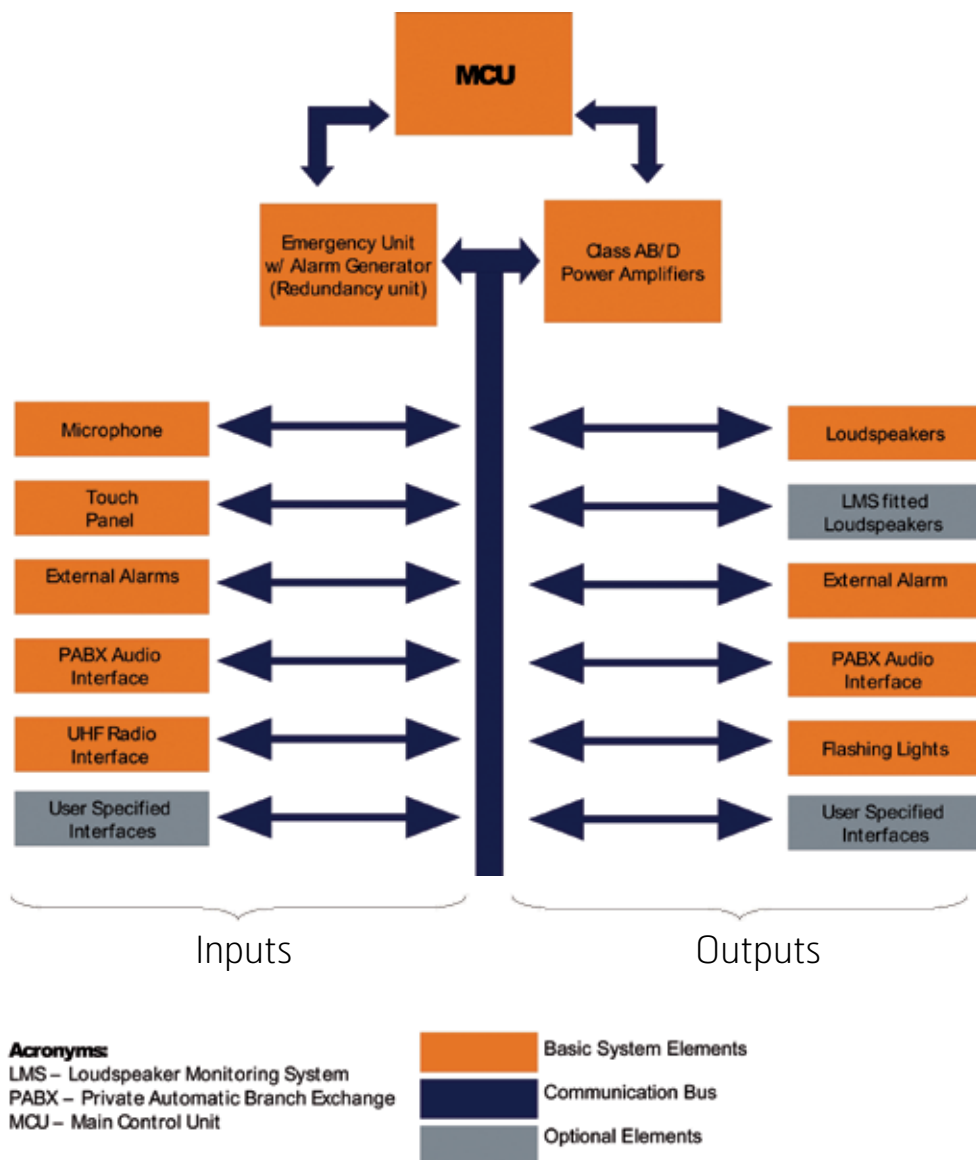 MCU
Emergency Unit
w/ Alarm Generator
(Redundancy unit)
Class AB/D
Power Amplifiers
Microphone
Touch
Panel
External Alarms
PABX Audio
Interface
UHF Radio
Interface
User Specified
Interfaces
Loudspeakers
LMS fitted
Loudspeakers
External Alarm
PABX Audio
Interface
Flashing Lights
User Specified
Interfaces
Inputs
Outputs
Acronyms:
LMS – Loudspeaker Monitoring System
PABX – Private Automatic Branch Exchange
MCU – Main Control Unit
Basic System Elements
Communication Bus
Optional Elements